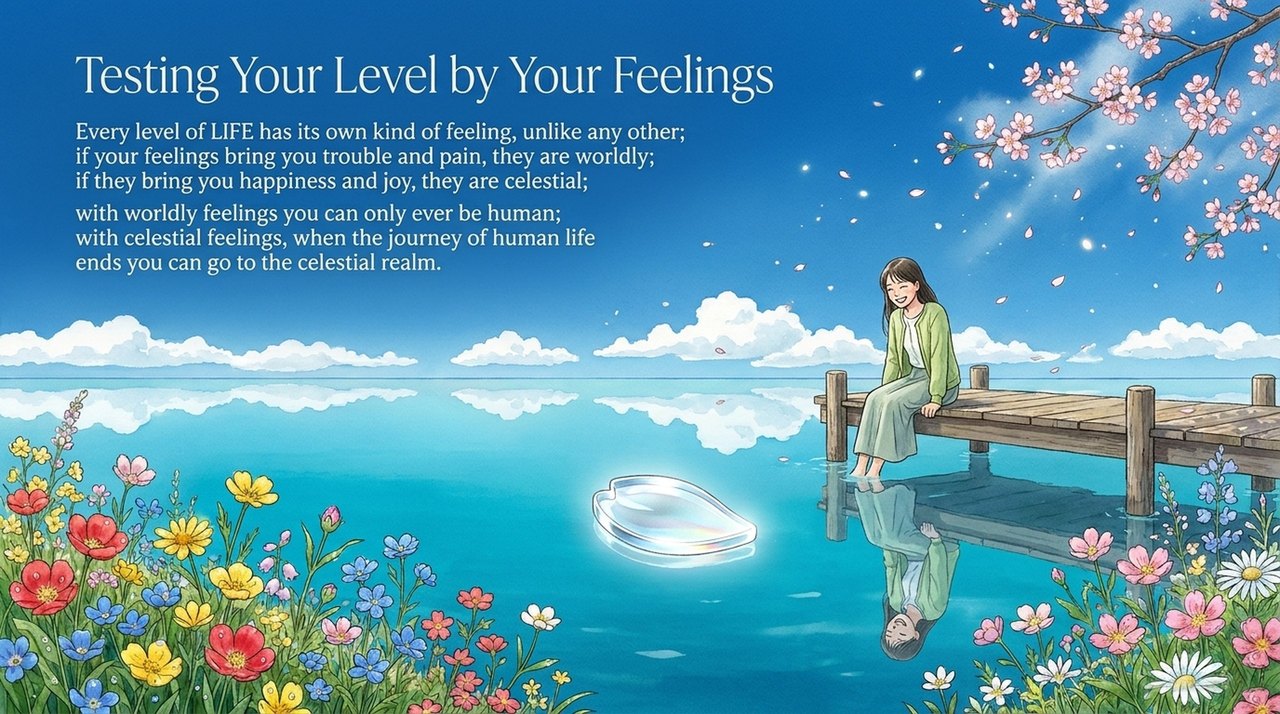 Testing Your Level by Your Feelings
Every level of LIFE has its own kind of feeling, unlike any other;
if your feelings bring you trouble and pain, they are worldly;
if they bring you happiness and joy, they are celestial;
with worldly feelings you can only ever be human;
with celestial feelings, when the journey of human life
ends you can go to the celestial realm.